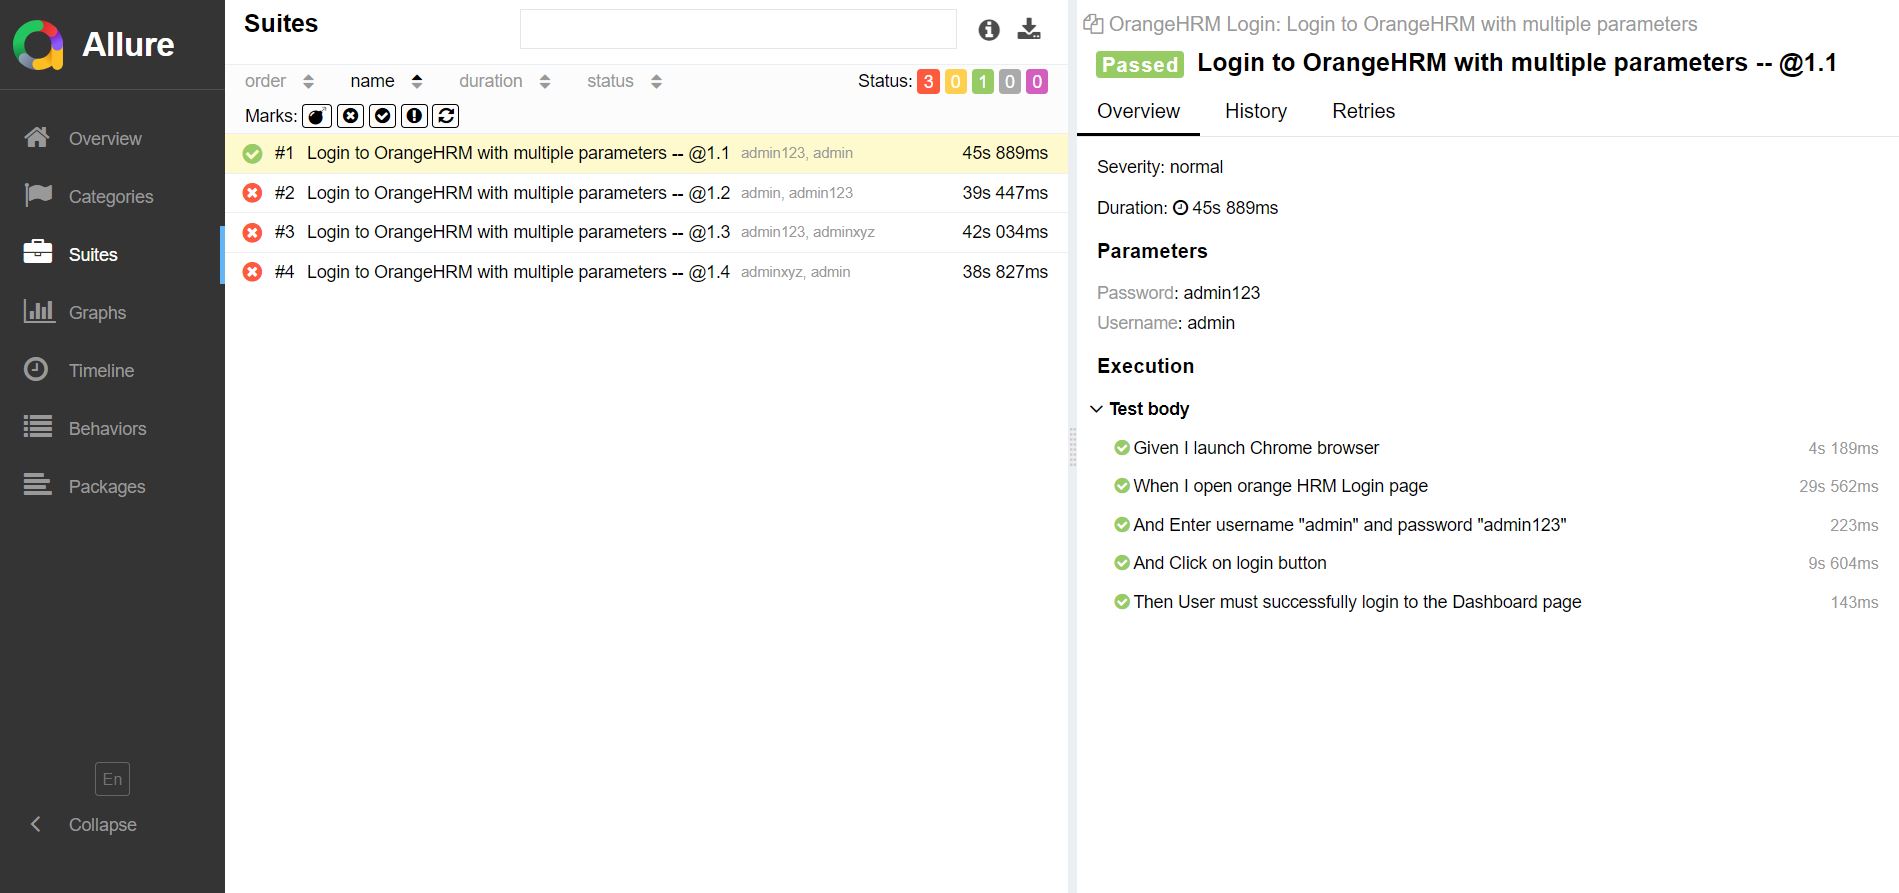 Allure
Overview
Categories
Suites
Graphs
Timeline
Behaviors
Packages
En
Collapse
Suites
order name duration status Status: 3 0 1 0 0
Marks:
#1 Login to OrangeHRM with multiple parameters -- @1.1 admin123, admin 45s 889ms
#2 Login to OrangeHRM with multiple parameters -- @1.2 admin, admin123 39s 447ms
#3 Login to OrangeHRM with multiple parameters -- @1.3 admin123, adminxyz 42s 034ms
#4 Login to OrangeHRM with multiple parameters -- @1.4 adminxyz, admin 38s 827ms
OrangeHRM Login: Login to OrangeHRM with multiple parameters
Passed Login to OrangeHRM with multiple parameters -- @1.1
Overview History Retries
Severity: normal
Duration: 45s 889ms
Parameters
Password: admin123
Username: admin
Execution
Test body
Given I launch Chrome browser 4s 189ms
When I open orange HRM Login page 29s 562ms
And Enter username "admin" and password "admin123" 223ms
And Click on login button 9s 604ms
Then User must successfully login to the Dashboard page 143ms